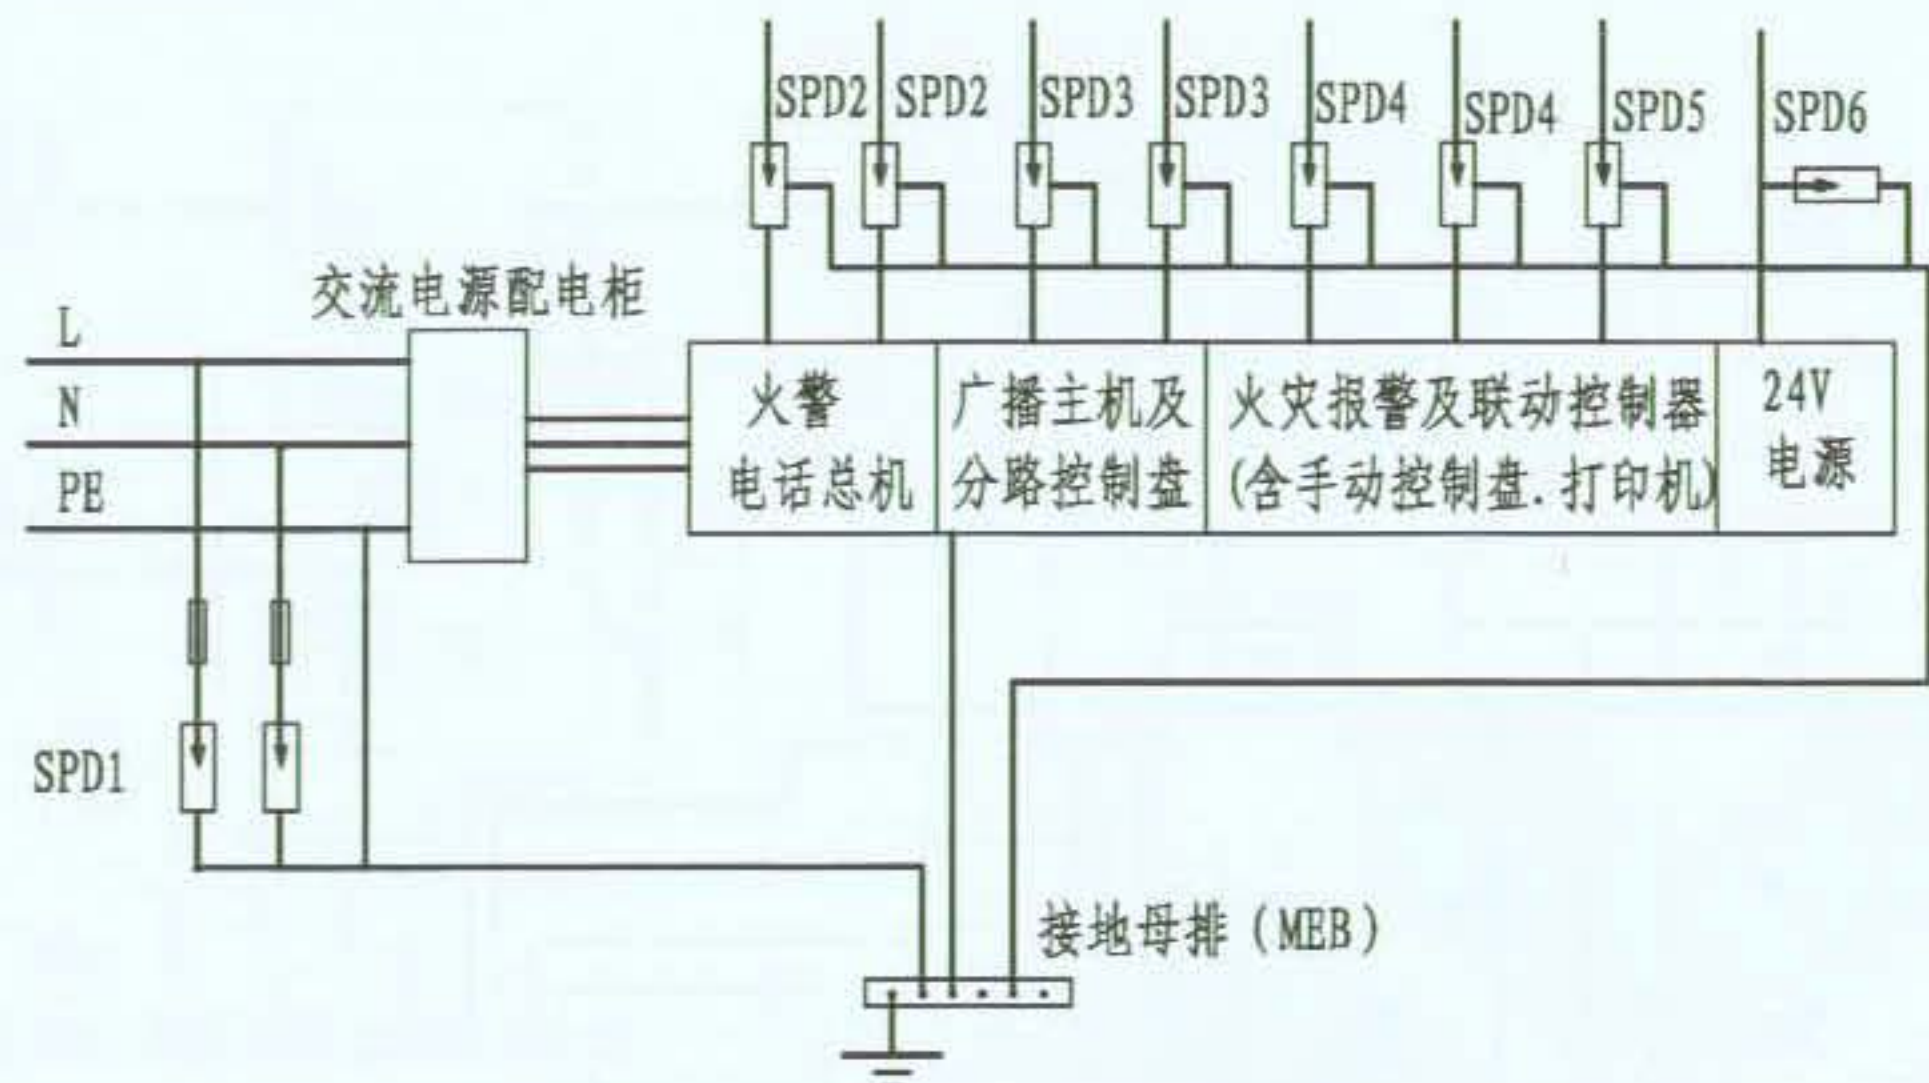 SPD2 SPD2 SPD3 SPD3 SPD4 SPD4 SPD5 SPD6
交流电源配电柜
L
N
PE
火警
电话总机
广播主机及
分路控制盘
火灾报警及联动控制器
(含手动控制盘.打印机)
24V
电源
SPD1
接地母排(MEB)